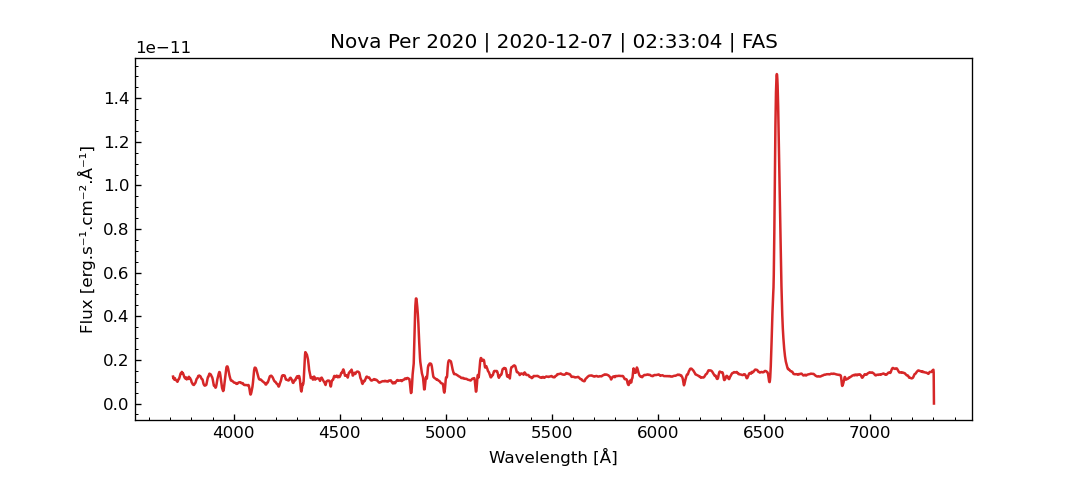 Nova Per 2020 | 2020-12-07 | 02:33:04 | FAS
1e−11
1.4
1.2
1.0
0.8
0.6
0.4
0.2
0.0
Flux [erg.s⁻¹.cm⁻².Å⁻¹]
4000 4500 5000 5500 6000 6500 7000
Wavelength [Å]